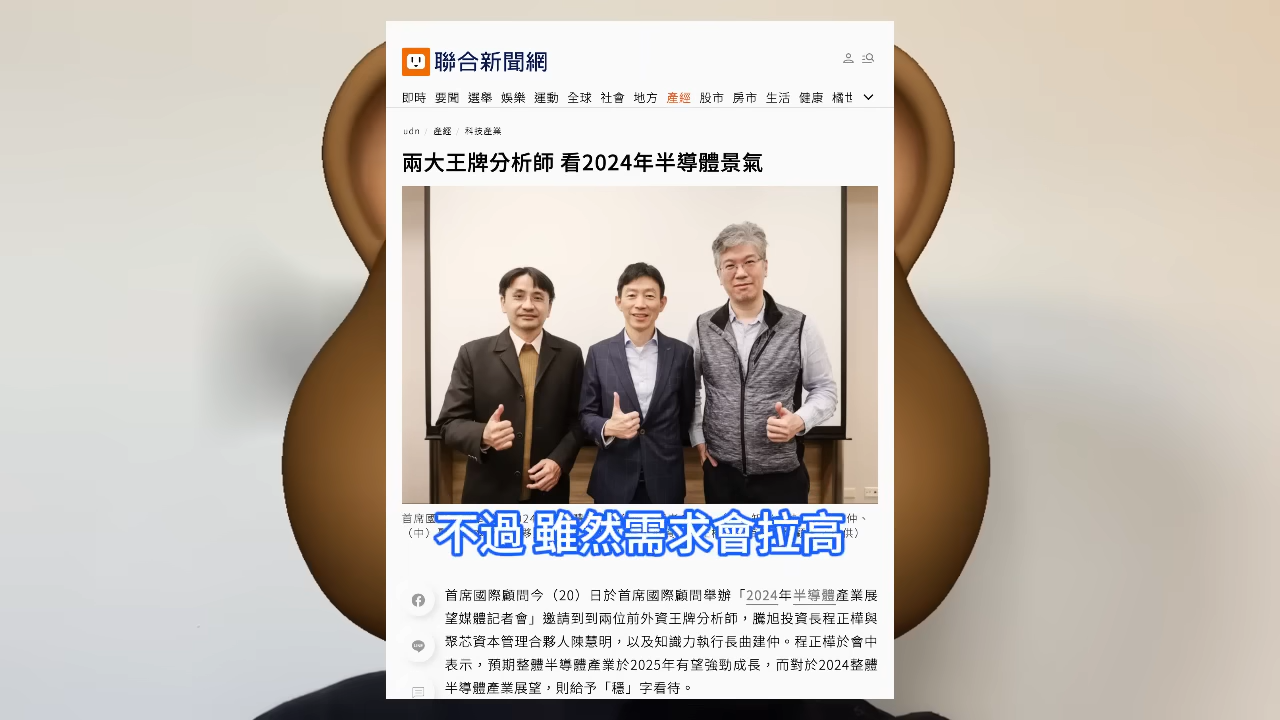 聯合新聞網
即時 要聞 選舉 娛樂 運動 全球 社會 地方 產經 股市 房市 生活 健康 橘世
udn / 產經 / 科技產業
兩大王牌分析師 看2024年半導體景氣
首席國
仲、
（中）
供）
不過 雖然需求會拉高
首席國際顧問今（20）日於首席國際顧問舉辦「2024年半導體產業展
望媒體記者會」邀請到到兩位前外資王牌分析師，騰旭投資長程正樺與
聚芯資本管理合夥人陳慧明，以及知識力執行長曲建仲。程正樺於會中
表示，預期整體半導體產業於2025年有望強勁成長，而對於2024整體
半導體產業展望，則給予「穩」字看待。